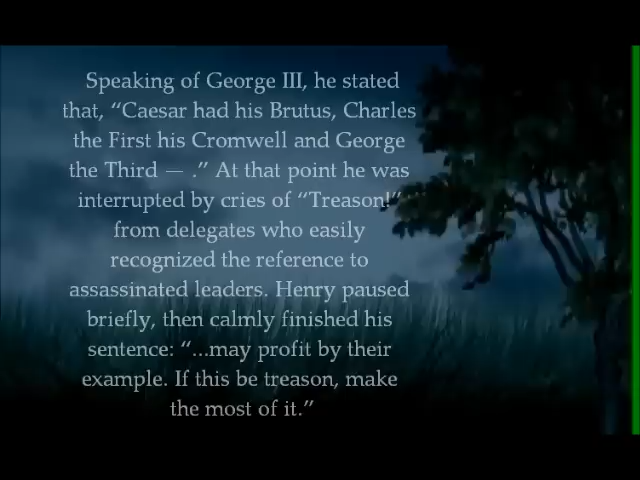 Speaking of George III, he stated
that, “Caesar had his Brutus, Charles
the First his Cromwell and George
the Third — .” At that point he was
interrupted by cries of “Treason!”
from delegates who easily
recognized the reference to
assassinated leaders. Henry paused
briefly, then calmly finished his
sentence: “...may profit by their
example. If this be treason, make
the most of it.”